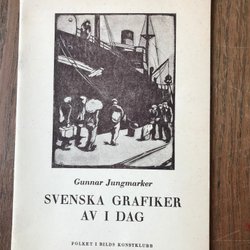 Gunnar Jungmarker
SVENSKA GRAFIKER
AV I DAG
FOLKET I BILDS KONSTKLUBB